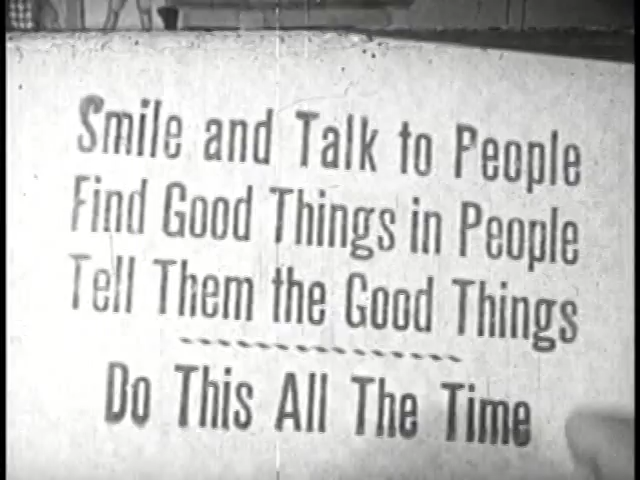 Smile and Talk to People
Find Good Things in People
Tell Them the Good Things
Do This All The Time